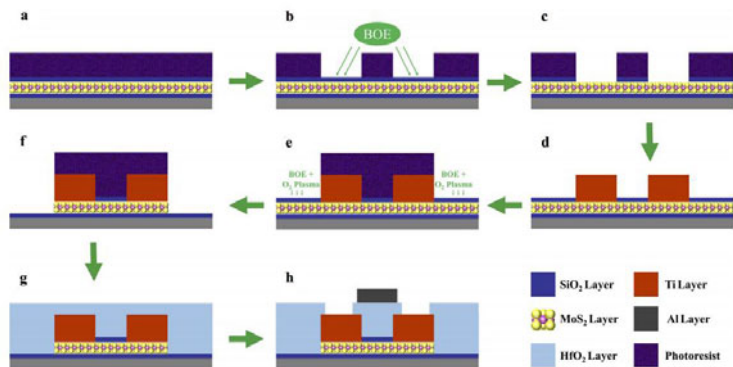 a
b
c
BOE
f
e
d
BOE +
O₂ Plasma
↓↓↓
BOE +
O₂ Plasma
↓↓↓
g
h
SiO₂ Layer
Ti Layer
MoS₂ Layer
Al Layer
HfO₂ Layer
Photoresist